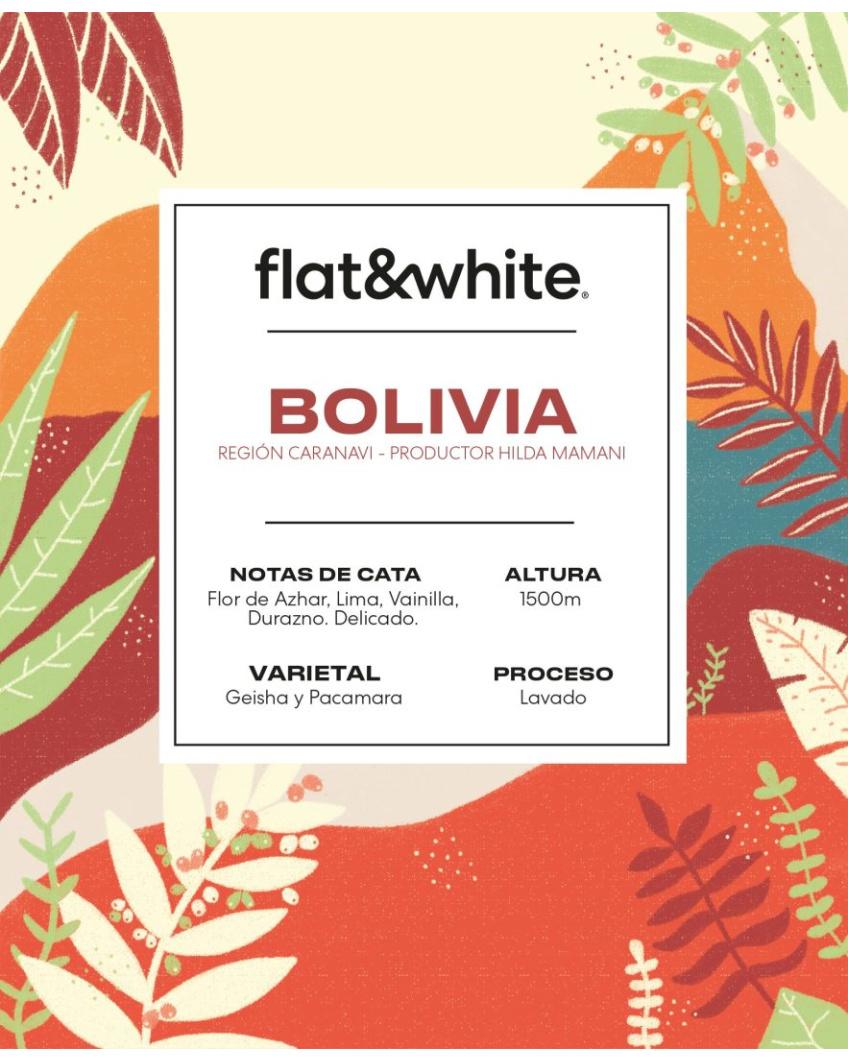 flat&white®
BOLIVIA
REGIÓN CARANAVI - PRODUCTOR HILDA MAMANI
NOTAS DE CATA
Flor de Azhar, Lima, Vainilla,
Durazno. Delicado.
ALTURA
1500m
VARIETAL
Geisha y Pacamara
PROCESO
Lavado